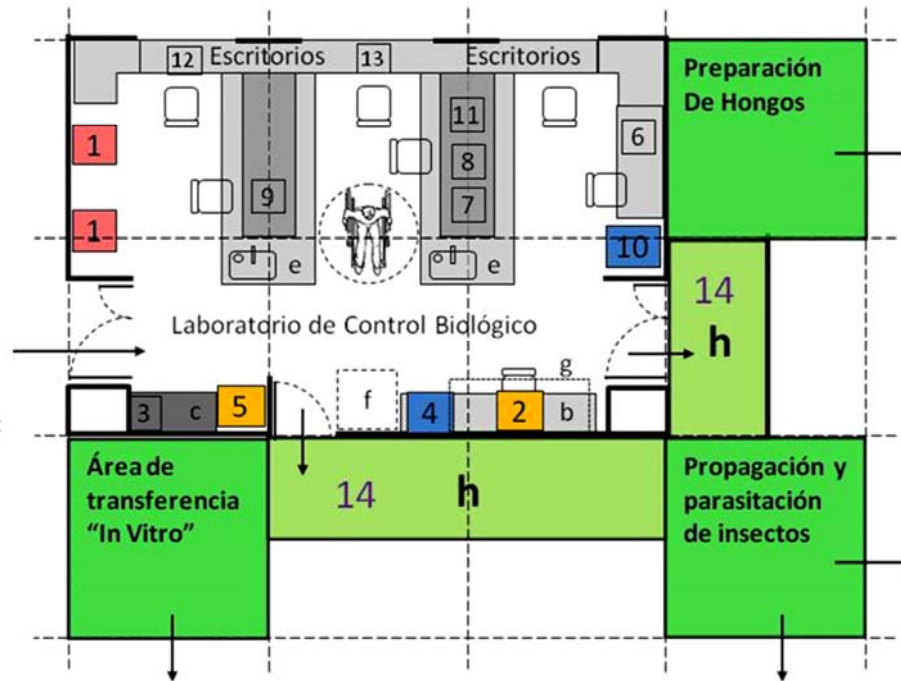 12
Escritorios
13
Escritorios
Preparación
De Hongos
1
11
6
8
9
7
1
10
e
e
14
h
Laboratorio de Control Biológico
g
f
3
c
5
4
2
b
Área de
transferencia
“In Vitro”
14
h
Propagación y
parasitación
de insectos